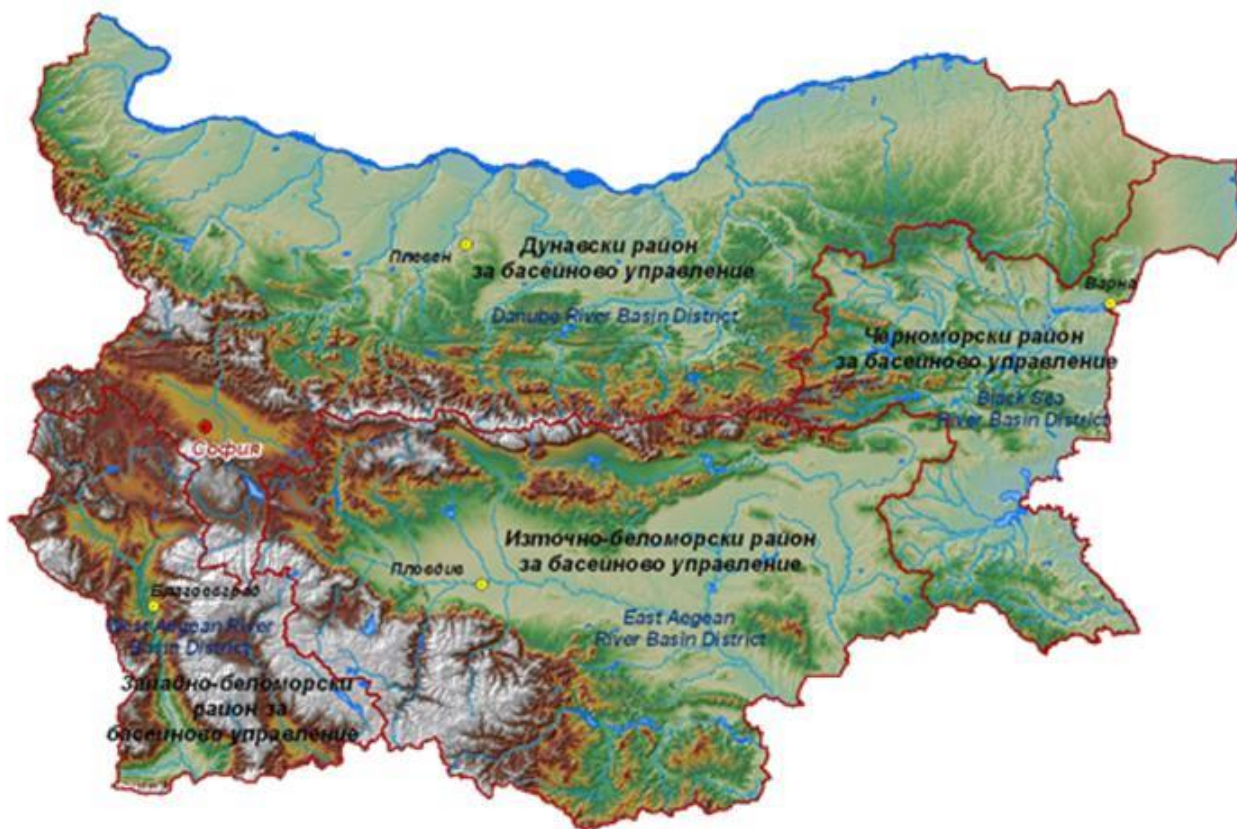 Плевен
Дунавски район
за басейново управление
Danube River Basin District
Варна
Черноморски район
за басейново управление
Black Sea
River Basin District
София
Източно-беломорски район
за басейново управление
Пловдив
East Aegean
River Basin District
Благоевград
West Aegean River
Basin District
Западно-беломорски
район за
басейново управление